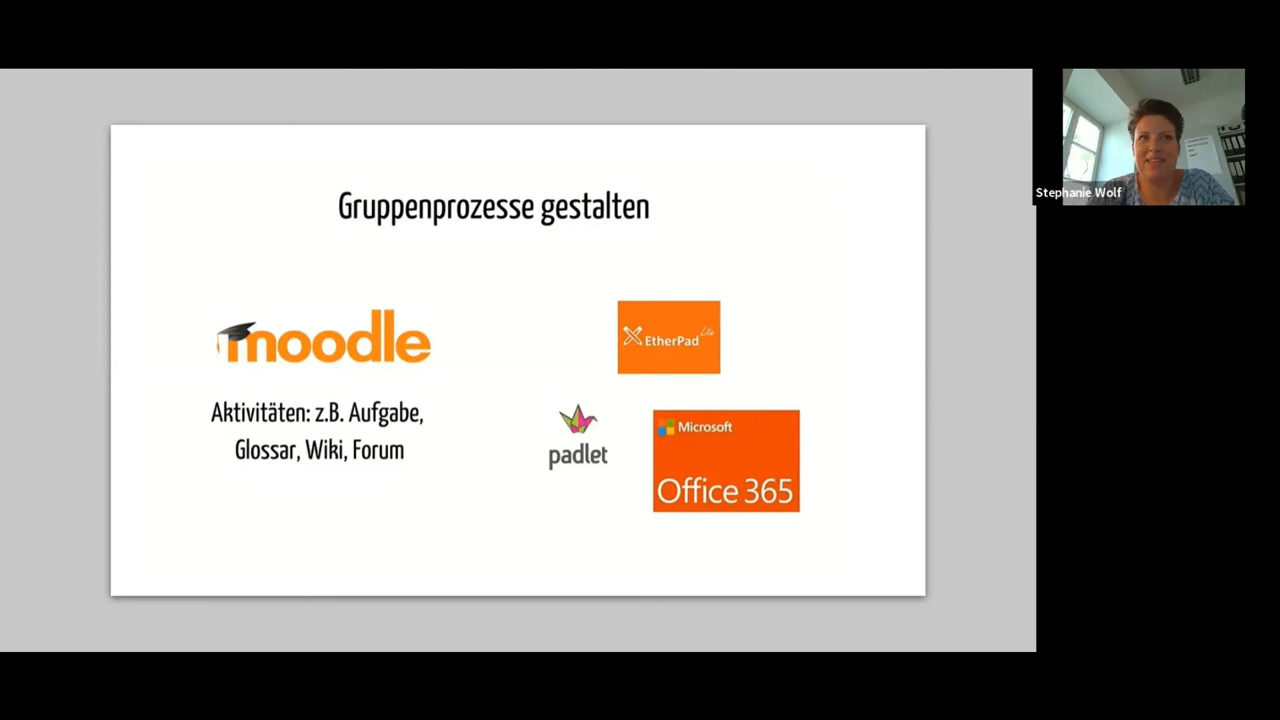 Gruppenprozesse gestalten
moodle
Aktivitäten: z.B. Aufgabe,
Glossar, Wiki, Forum
EtherPad Lite
padlet
Microsoft
Office 365
Stephanie Wolf